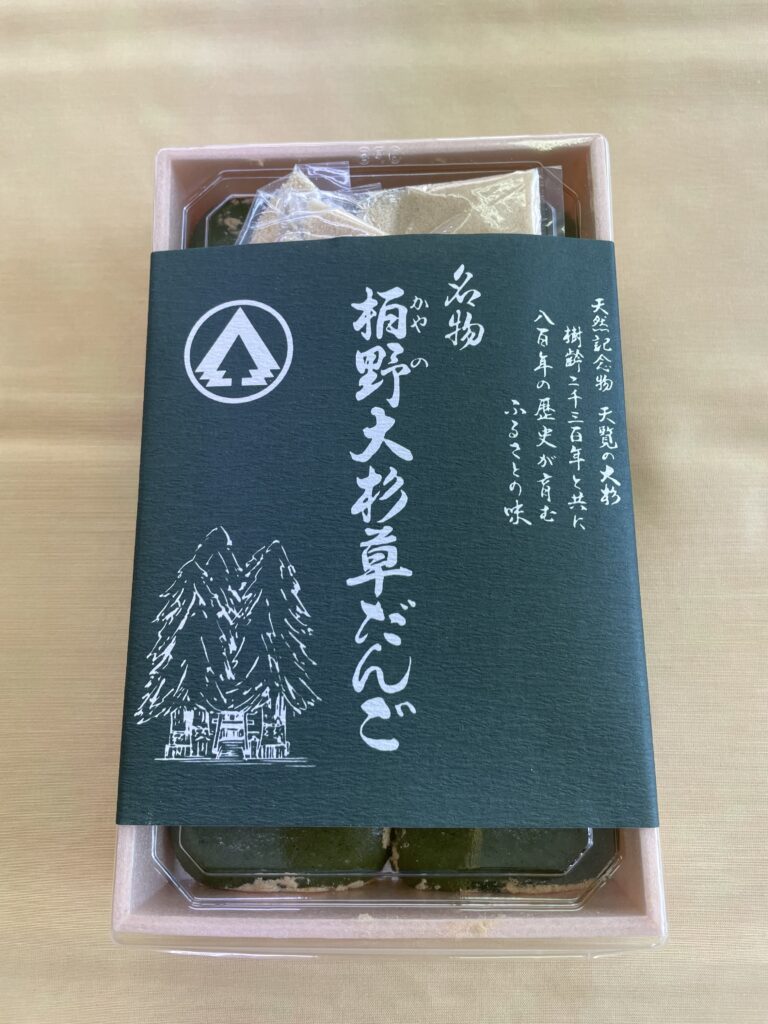 天然記念物 天覧の大杉
樹齢二千三百年と共に
八百年の歴史が育む
ふるさとの味
名物
かやの
栢野大杉草だんご